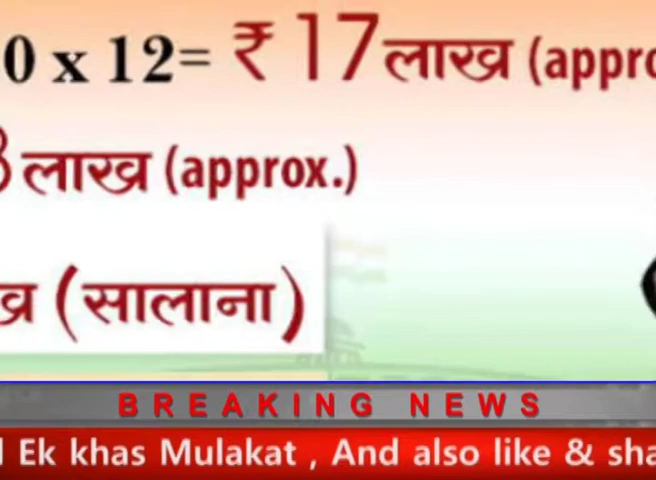 0 x 12= ₹ 17 लाख (appro
लाख (approx.)
(सालाना)
BREAKING NEWS
Ek khas Mulakat , And also like & sha